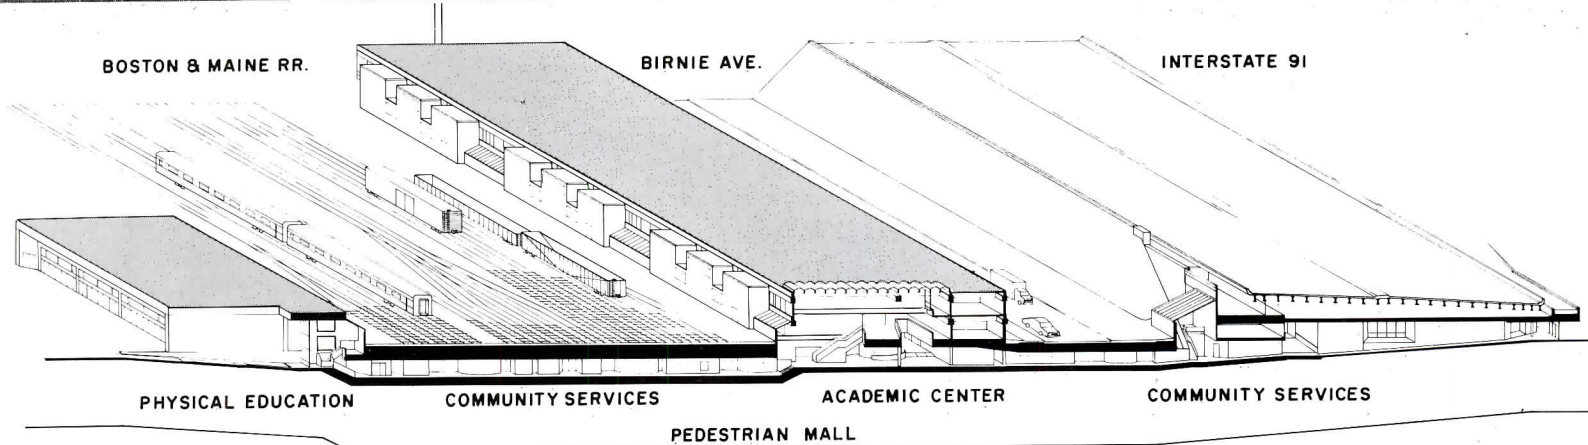 BOSTON & MAINE RR.
BIRNIE AVE.
INTERSTATE 91
PHYSICAL EDUCATION
COMMUNITY SERVICES
ACADEMIC CENTER
COMMUNITY SERVICES
PEDESTRIAN MALL